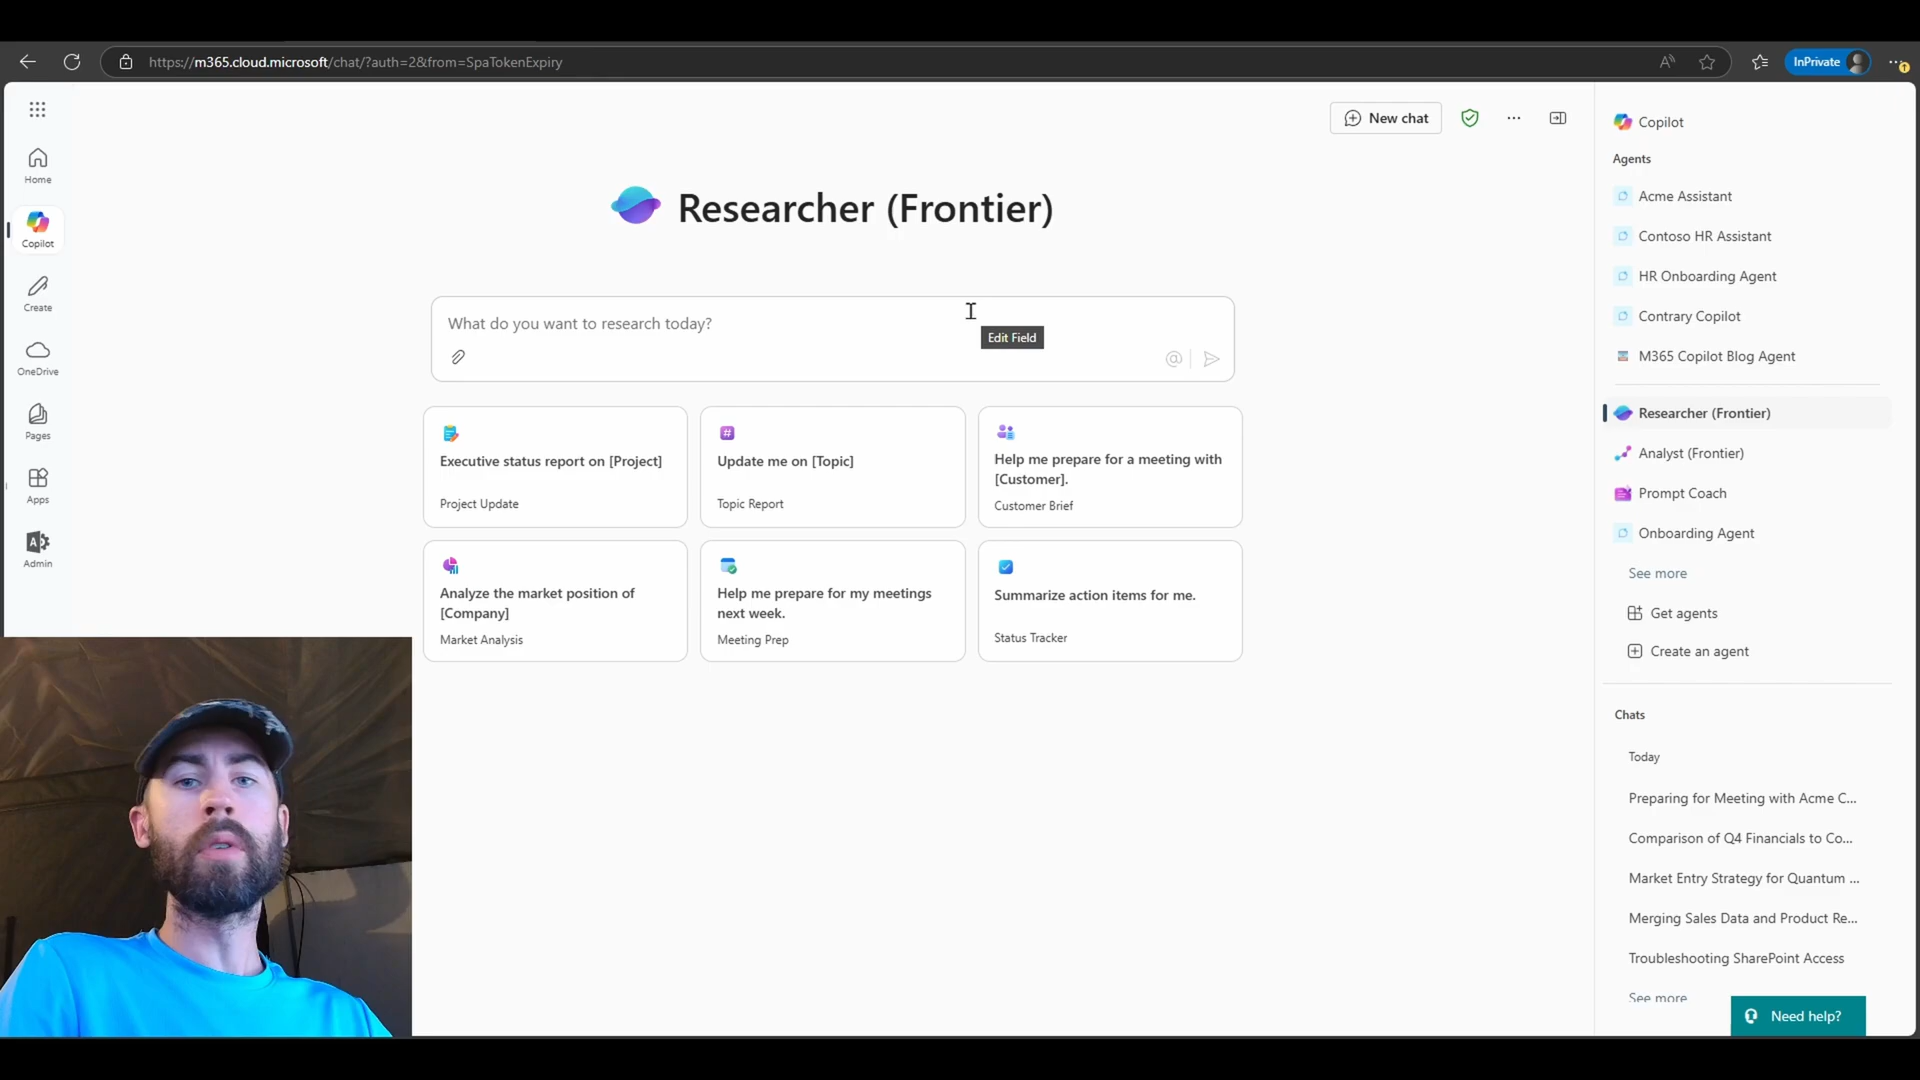 https://m365.cloud.microsoft/chat/?auth=2&from=SpaTokenExpiry
InPrivate
Home
Copilot
Create
OneDrive
Pages
Apps
Admin
New chat
Researcher (Frontier)
What do you want to research today?
Edit Field
Executive status report on [Project]
Project Update
Update me on [Topic]
Topic Report
Help me prepare for a meeting with
[Customer].
Customer Brief
Analyze the market position of
[Company]
Market Analysis
Help me prepare for my meetings
next week.
Meeting Prep
Summarize action items for me.
Status Tracker
Copilot
Agents
Acme Assistant
Contoso HR Assistant
HR Onboarding Agent
Contrary Copilot
M365 Copilot Blog Agent
Researcher (Frontier)
Analyst (Frontier)
Prompt Coach
Onboarding Agent
See more
Get agents
Create an agent
Chats
Today
Preparing for Meeting with Acme C...
Comparison of Q4 Financials to Co...
Market Entry Strategy for Quantum ...
Merging Sales Data and Product Re...
Troubleshooting SharePoint Access
See more
Need help?